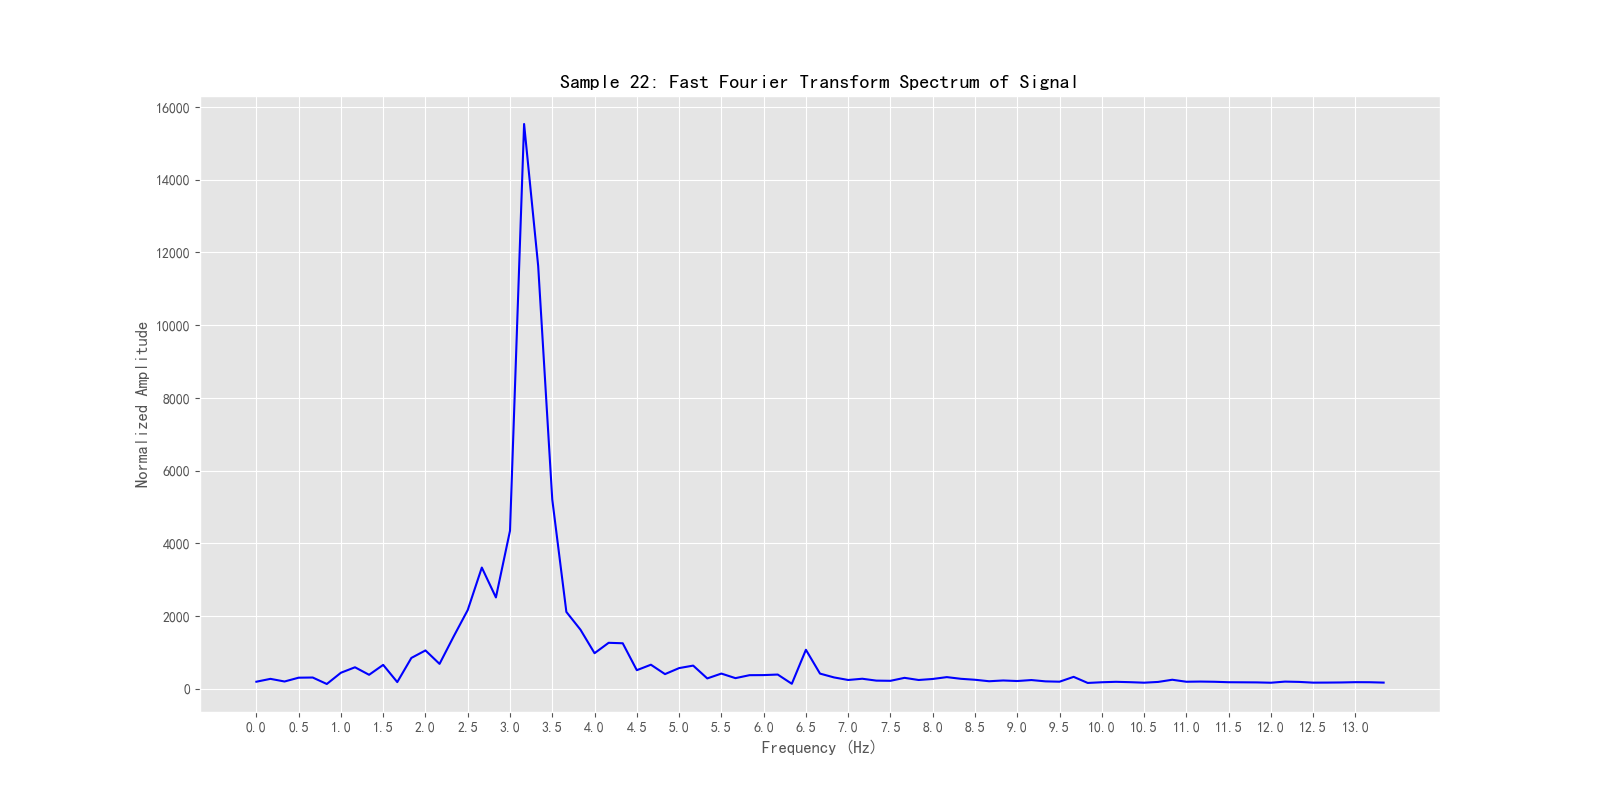 Sample 22: Fast Fourier Transform Spectrum of Signal
16000
14000
12000
10000
8000
6000
4000
2000
0
Normalized Amplitude
0.0 0.5 1.0 1.5 2.0 2.5 3.0 3.5 4.0 4.5 5.0 5.5 6.0 6.5 7.0 7.5 8.0 8.5 9.0 9.5 10.0 10.5 11.0 11.5 12.0 12.5 13.0
Frequency (Hz)